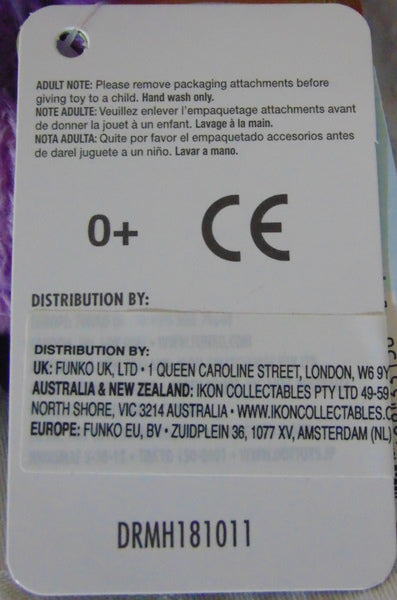 ADULT NOTE: Please remove packaging attachments before
giving toy to a child. Hand wash only.
NOTE ADULTE: Veuillez enlever l'empaquetage attachments avant
de donner la jouet à un enfant. Lavage à la main.
NOTA ADULTA: Quite por favor el empaquetado accesorios antes
de darel juguete a un niño. Lavar a mano.
0+ CE
DISTRIBUTION BY:
DISTRIBUTION BY:
UK: FUNKO UK, LTD • 1 QUEEN CAROLINE STREET, LONDON, W6 9Y
AUSTRALIA & NEW ZEALAND: IKON COLLECTABLES PTY LTD 49-59
NORTH SHORE, VIC 3214 AUSTRALIA • WWW.IKONCOLLECTABLES.C
EUROPE: FUNKO EU, BV • ZUIDPLEIN 36, 1077 XV, AMSTERDAM (NL)
DRMH181011